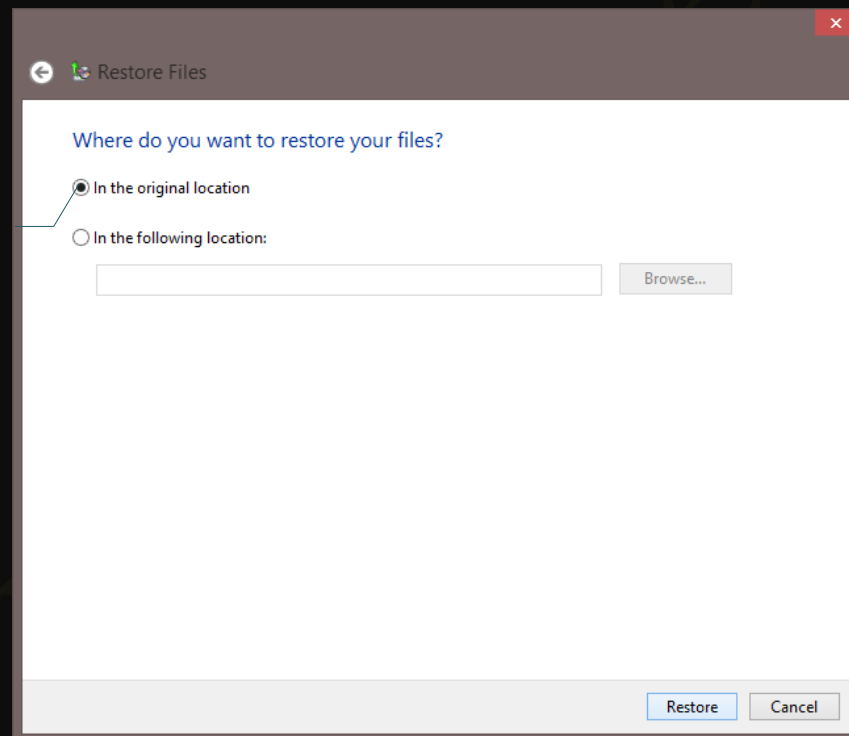 Restore Files
Where do you want to restore your files?
In the original location
In the following location:
Browse...
Restore
Cancel